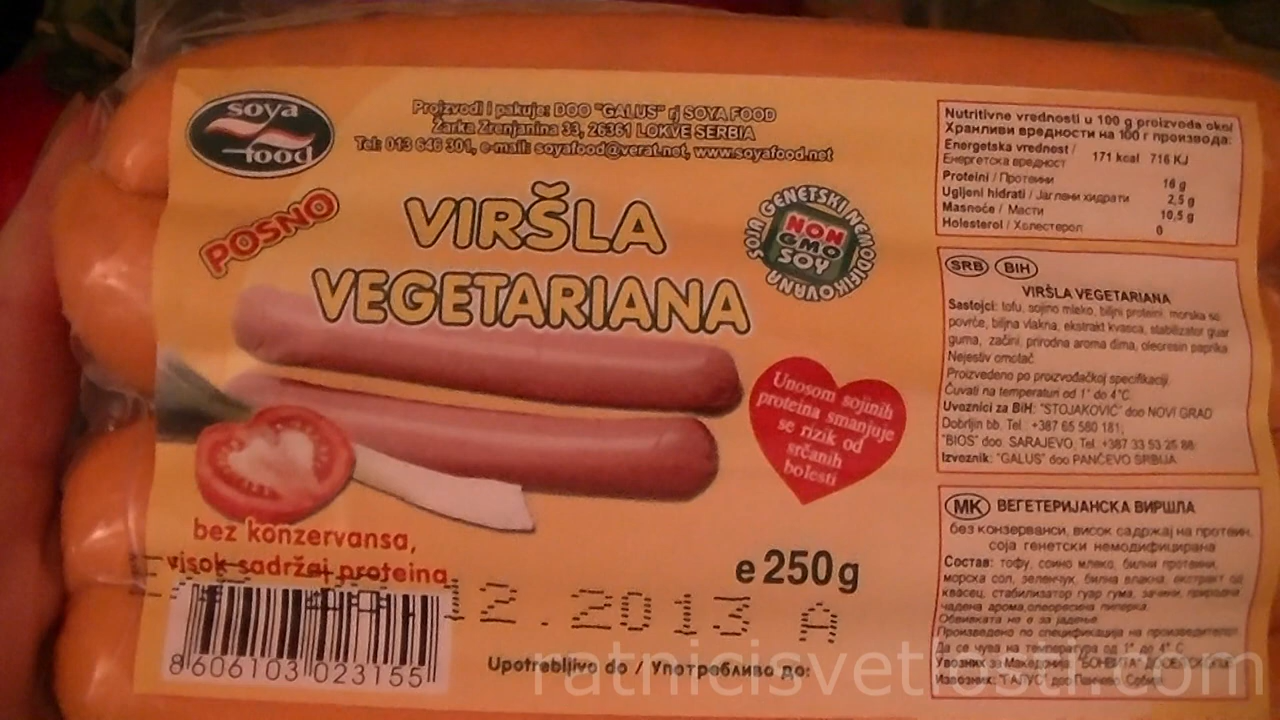 soya
food
Proizvodi i pakuje: DOO "GALUS" rj SOYA FOOD
Žarka Zrenjanina 33, 26361 LOKVE SERBIA
Tel: 013 646 301, e-mail: soyafood@verat.net, www.soyafood.net
POSNO
VIRŠLA
VEGETARIANA
SOJA GENETSKI NEMODIFIKOVANA
NON
GMO
SOY
Unosom sojinih
proteina smanjuje
se rizik od
srčanih
bolesti
bez konzervansa,
visok sadržaj proteina
e 250g
12.2013 A
8 606103 023155
Upotrebljivo do / Употребљиво до:
Nutritivne vrednosti u 100 g proizvoda oko/
Хранљиви вредности на 100 г производа:
Energetska vrednost /
Енергетска вредност 171 kcal 716 KJ
Proteini / Протеини 16 g
Ugljeni hidrati / Јаглени хидрати 2,5 g
Masnoće / Масти 10,5 g
Holesterol / Холестерол 0
SRB BIH
VIRŠLA VEGETARIANA
Sastojci: tofu, sojino mleko, biljni proteini, morska so
povrće, biljna vlakna, ekstrakt kvasca, stabilizator guar
guma, začini, prirodna aroma dima, oleoresin paprika
Nejestiv omotač
Proizvedeno po proizvođačkoj specifikaciji.
Čuvati na temperaturi od 1° do 4°C.
Uvoznici za BiH: "STOJAKOVIĆ" doo NOVI GRAD
Dobrljin bb. Tel. +387 65 580 181,
"BIOS" doo. SARAJEVO, Tel. +387 33 53 25 88
Izvoznik: "GALUS" doo PANČEVO SRBIJA
MK ВЕГЕТЕРИЈАНСКА ВИРШЛА
без конзерванси, висок садржај на протеин,
соја генетски немодифицирана
Состав: тофу, соино млеко, билни протеини,
морска сол, зеленчук, билна влакна, екстракт од
квасец, стабилизатор гуар гума, зачини, природна
чадена арома, олеоресина пиперка.
Обвивката не е за јадење
Произведено по спецификација на производителот
Да се чува на температура од 1° до 4° C
Увозник за Македонија "БОНВИТА"
Извозник: "ГАЛУС" доо Панчево, Србија
ratnicisvetlosti.com